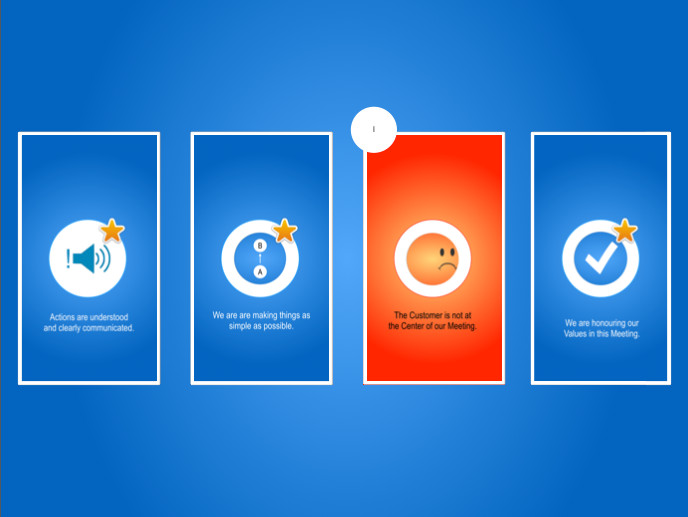 I
!
Actions are understood
and clearly communicated.
B
A
We are are making things as
simple as possible.
The Customer is not at
the Center of our Meeting.
We are honouring our
Values in this Meeting.